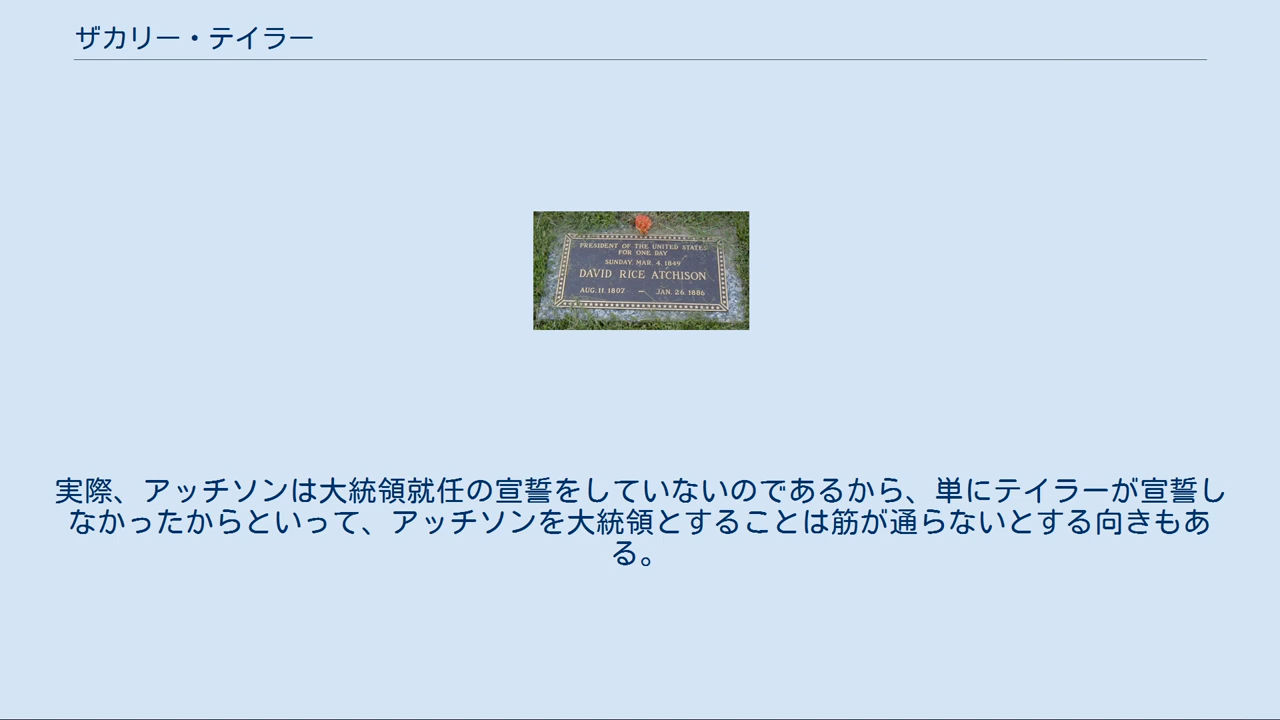 ザカリー・テイラー
PRESIDENT OF THE UNITED STATES
FOR ONE DAY
SUNDAY, MAR. 4, 1849
DAVID RICE ATCHISON
AUG. 11, 1807 — JAN. 26, 1886
実際、アッチソンは大統領就任の宣誓をしていないのであるから、単にテイラーが宣誓し
なかったからといって、アッチソンを大統領とすることは筋が通らないとする向きもあ
る。